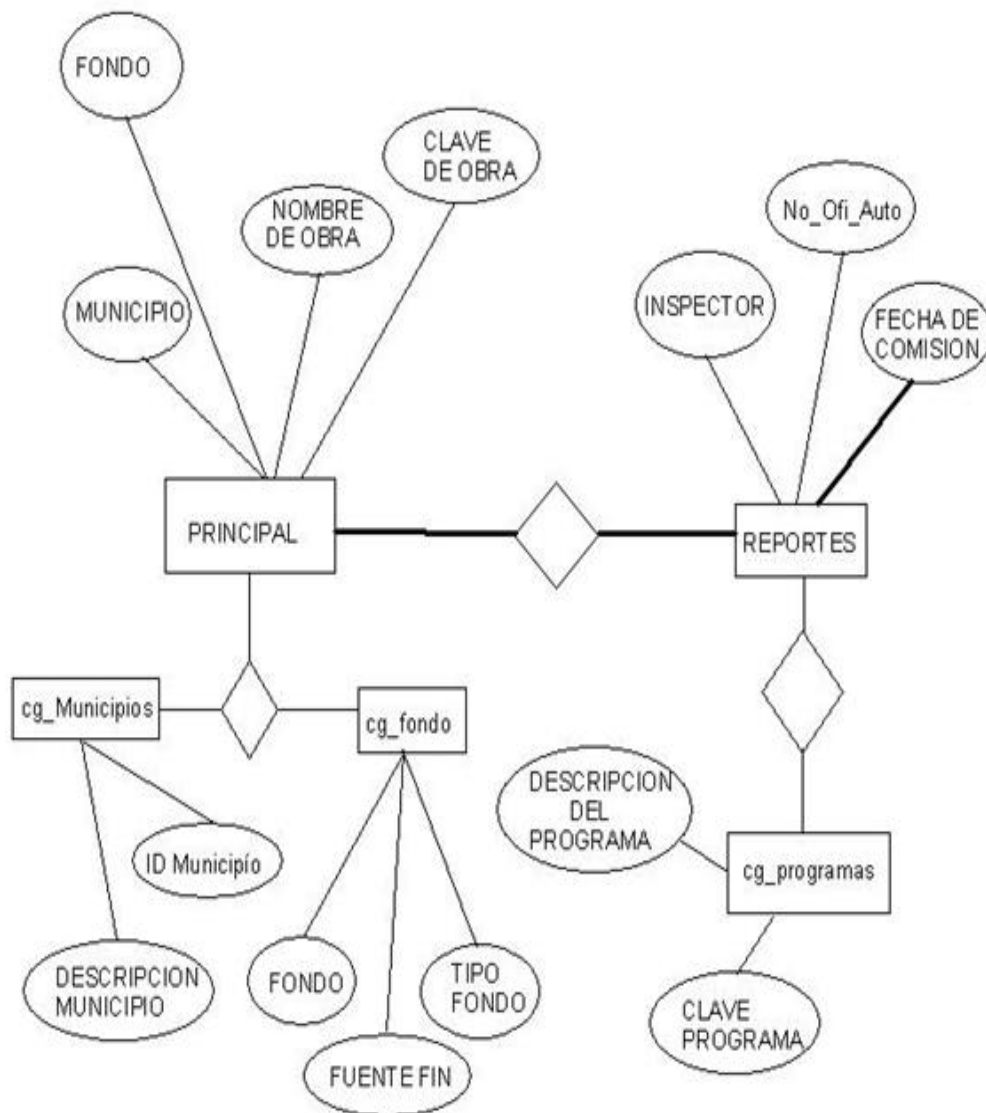 FONDO
CLAVE
DE OBRA
NOMBRE
DE OBRA
No_Ofi_Auto
MUNICIPIO
INSPECTOR
FECHA DE
COMISION
PRINCIPAL
REPORTES
cg_Municipios
cg_fondo
DESCRIPCION
DEL
PROGRAMA
ID Municipío
cg_programas
DESCRIPCION
MUNICIPIO
FONDO
TIPO
FONDO
CLAVE
PROGRAMA
FUENTE FIN